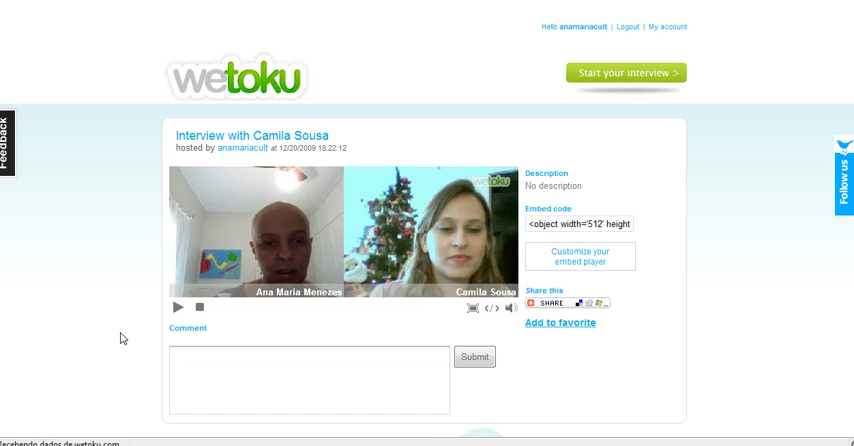 Hello anamariacult | Logout | My account
wetoku
Start your interview >
Feedback
Interview with Camila Sousa
hosted by anamariacult at 12/20/2009 18:22:12
Follow us
wetoku
Ana Maria Menezes
Camila Sousa
Description
No description
Embed code
<object width='512' height
Customize your
embed player
Share this
SHARE
Add to favorite
Comment
Submit
Recebendo dados de wetoku.com